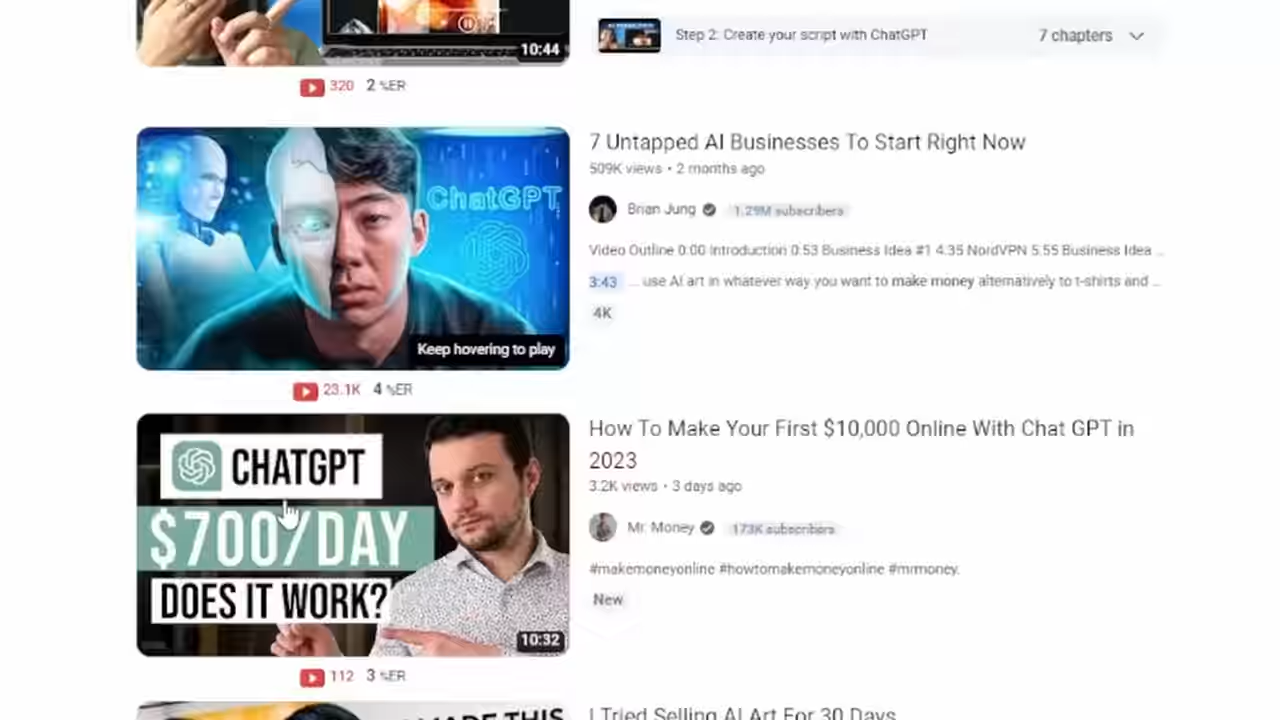 10:44
Step 2: Create your script with ChatGPT
7 chapters
320 2 %ER
ChatGPT
Keep hovering to play
7 Untapped AI Businesses To Start Right Now
509K views • 2 months ago
Brian Jung 1.29M subscribers
Video Outline 0:00 Introduction 0:53 Business Idea #1 4:35 NordVPN 5:55 Business Idea ...
3:43 ... use AI art in whatever way you want to make money alternatively to t-shirts and ...
4K
23.1K 4 %ER
CHATGPT
$700/DAY
DOES IT WORK?
10:32
How To Make Your First $10,000 Online With Chat GPT in
2023
3.2K views • 3 days ago
Mr. Money 173K subscribers
#makemoneyonline #howtomakemoneyonline #mrmoney.
New
112 3 %ER
MADE THIS
I Tried Selling AI Art For 30 Days